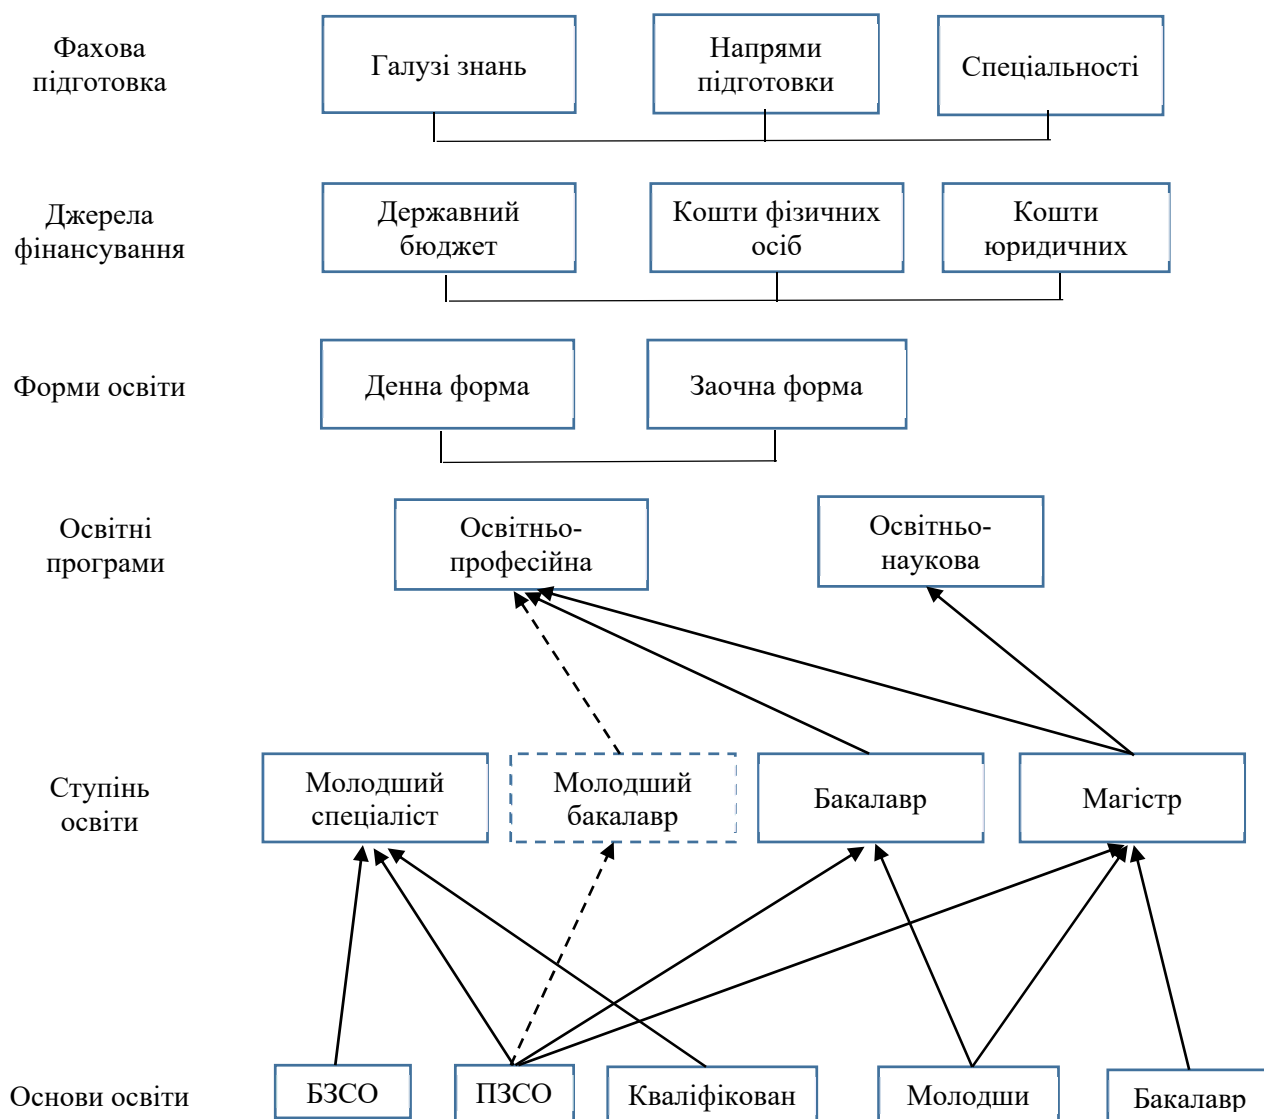 Фахова
підготовка
Галузі знань
Напрями
підготовки
Спеціальності
Джерела
фінансування
Державний
бюджет
Кошти фізичних
осіб
Кошти
юридичних
Форми освіти
Денна форма
Заочна форма
Освітні
програми
Освітньо-
професійна
Освітньо-
наукова
Ступінь
освіти
Молодший
спеціаліст
Молодший
бакалавр
Бакалавр
Магістр
Основи освіти
БЗСО
ПЗСО
Кваліфікован
Молодши
Бакалавр